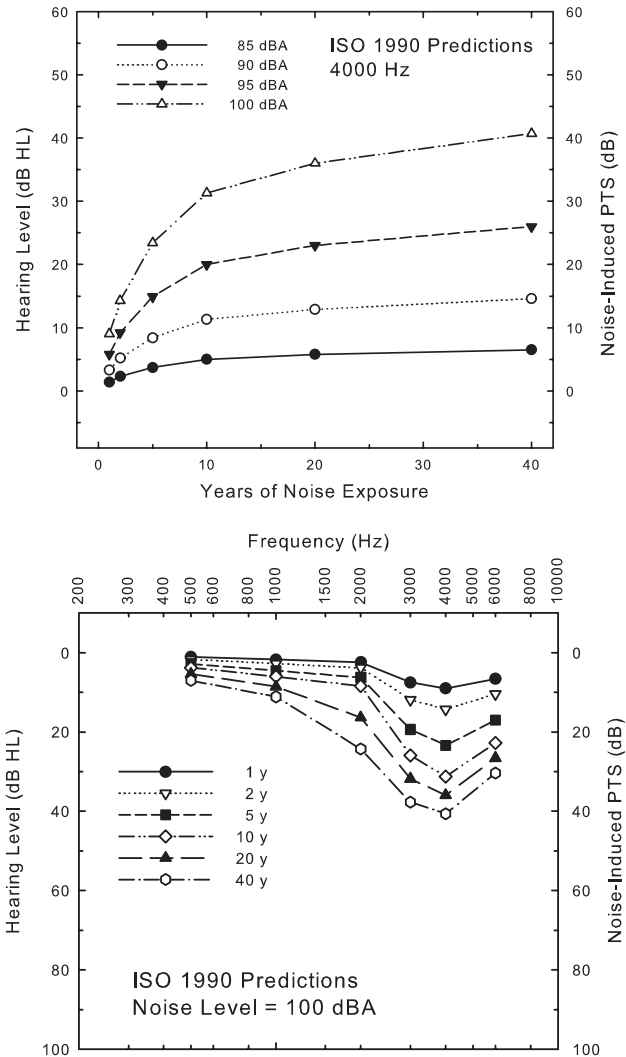 60
50
40
30
20
10
0
Hearing Level (dB HL)
85 dBA
90 dBA
95 dBA
100 dBA
ISO 1990 Predictions
4000 Hz
60
50
40
30
20
10
0
Noise-Induced PTS (dB)
0 10 20 30 40
Years of Noise Exposure
Frequency (Hz)
200 300 400 500 1000 2000 3000 4000 5000 6000 10000
0
20
40
60
80
100
Hearing Level (dB HL)
1 y
2 y
5 y
10 y
20 y
40 y
ISO 1990 Predictions
Noise Level = 100 dBA
0
20
40
60
80
100
Noise-Induced PTS (dB)